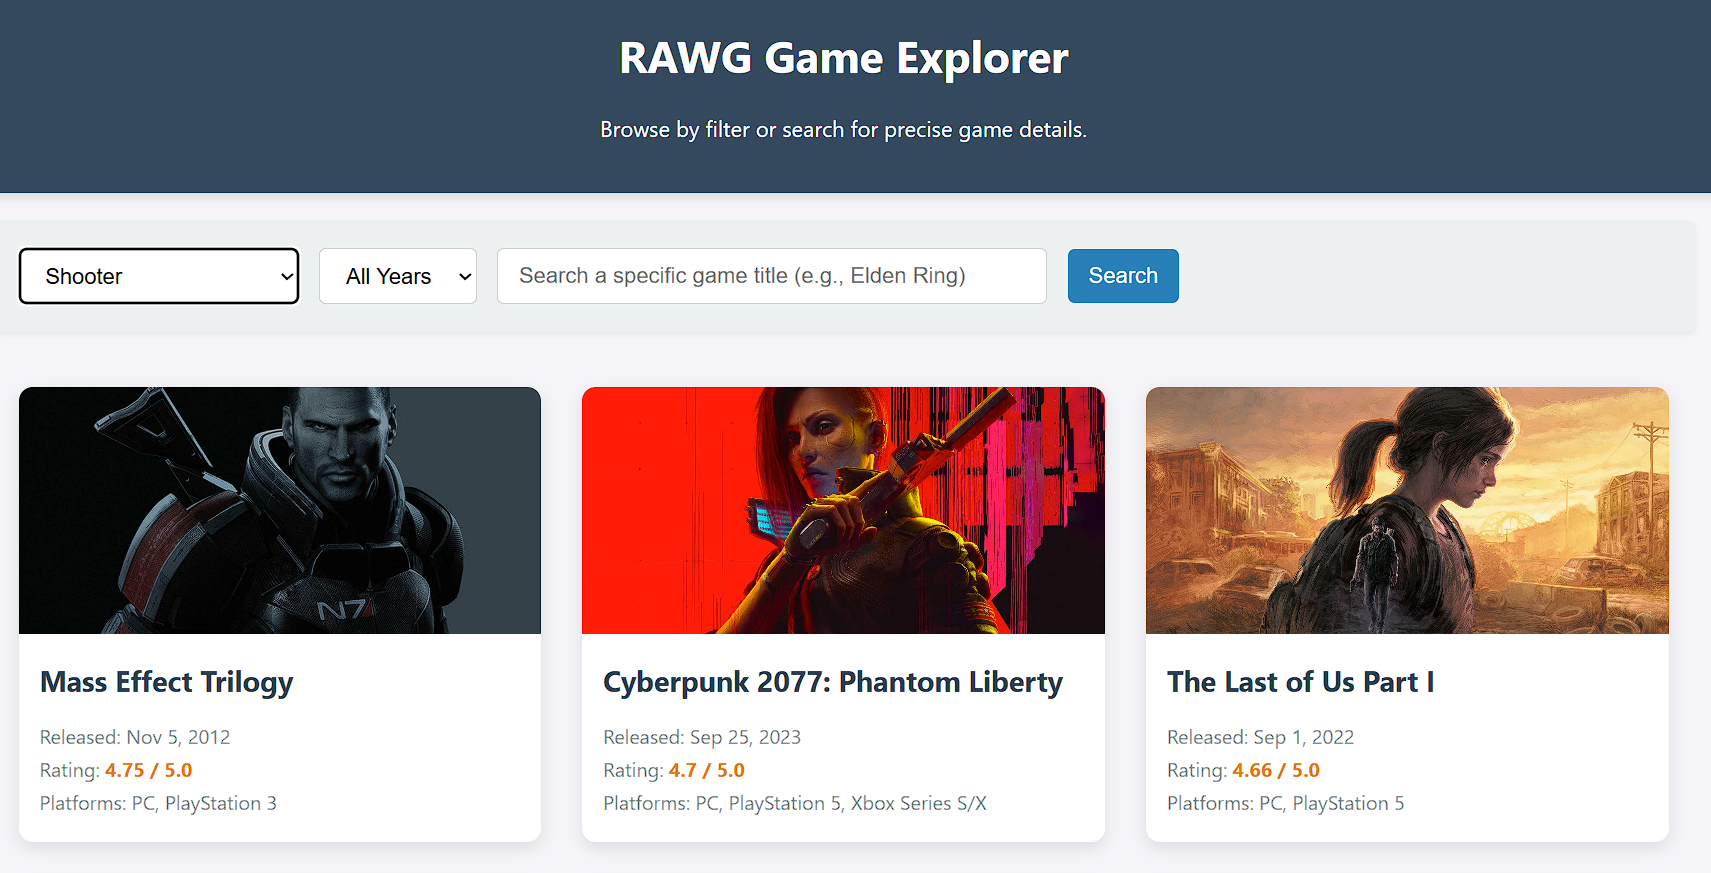 RAWG Game Explorer
Browse by filter or search for precise game details.
Shooter
All Years
Search a specific game title (e.g., Elden Ring)
Search
N7
Mass Effect Trilogy
Released: Nov 5, 2012
Rating: 4.75 / 5.0
Platforms: PC, PlayStation 3
Cyberpunk 2077: Phantom Liberty
Released: Sep 25, 2023
Rating: 4.7 / 5.0
Platforms: PC, PlayStation 5, Xbox Series S/X
The Last of Us Part I
Released: Sep 1, 2022
Rating: 4.66 / 5.0
Platforms: PC, PlayStation 5